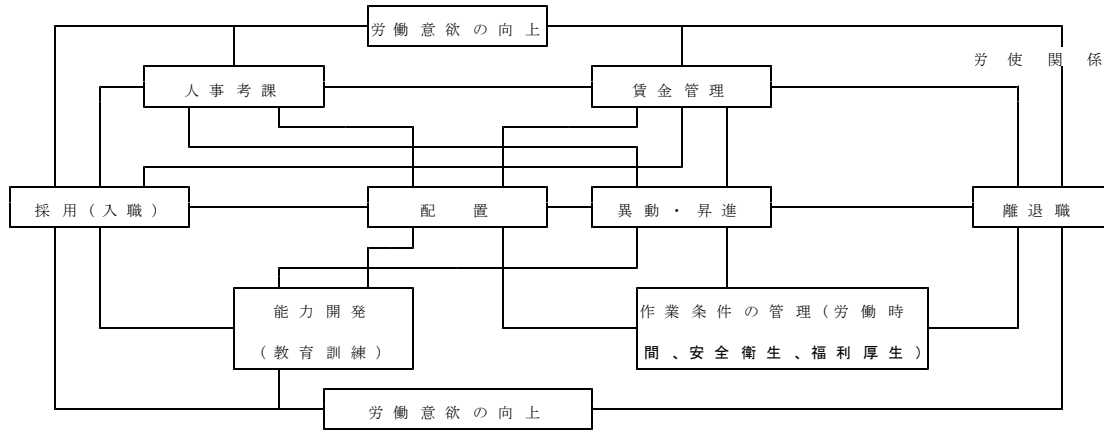 労働意欲の向上
労使関係
人事考課
賃金管理
採用(入職)
配置
異動・昇進
離退職
能力開発
(教育訓練)
作業条件の管理(労働時
間、安全衛生、福利厚生)
労働意欲の向上